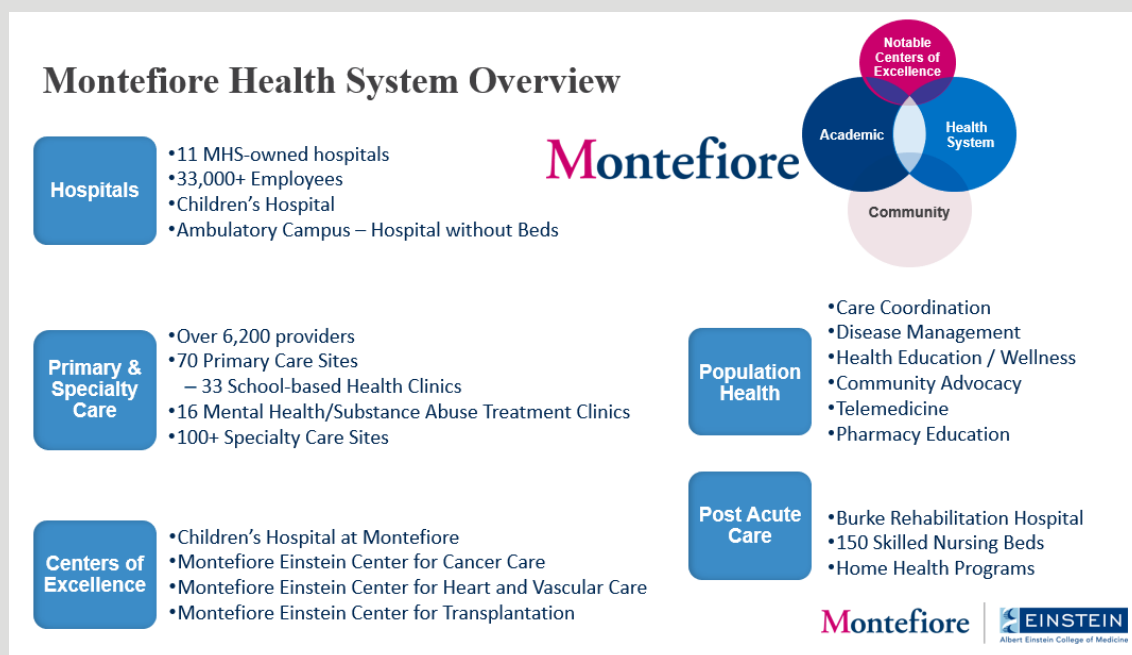 Montefiore Health System Overview
Montefiore
Notable
Centers of
Excellence
Academic
Health
System
Community
Hospitals
•11 MHS-owned hospitals
•33,000+ Employees
•Children's Hospital
•Ambulatory Campus – Hospital without Beds
Primary &
Specialty
Care
•Over 6,200 providers
•70 Primary Care Sites
– 33 School-based Health Clinics
•16 Mental Health/Substance Abuse Treatment Clinics
•100+ Specialty Care Sites
Centers of
Excellence
•Children's Hospital at Montefiore
•Montefiore Einstein Center for Cancer Care
•Montefiore Einstein Center for Heart and Vascular Care
•Montefiore Einstein Center for Transplantation
Population
Health
•Care Coordination
•Disease Management
•Health Education / Wellness
•Community Advocacy
•Telemedicine
•Pharmacy Education
Post Acute
Care
•Burke Rehabilitation Hospital
•150 Skilled Nursing Beds
•Home Health Programs
Montefiore
EINSTEIN
Albert Einstein College of Medicine